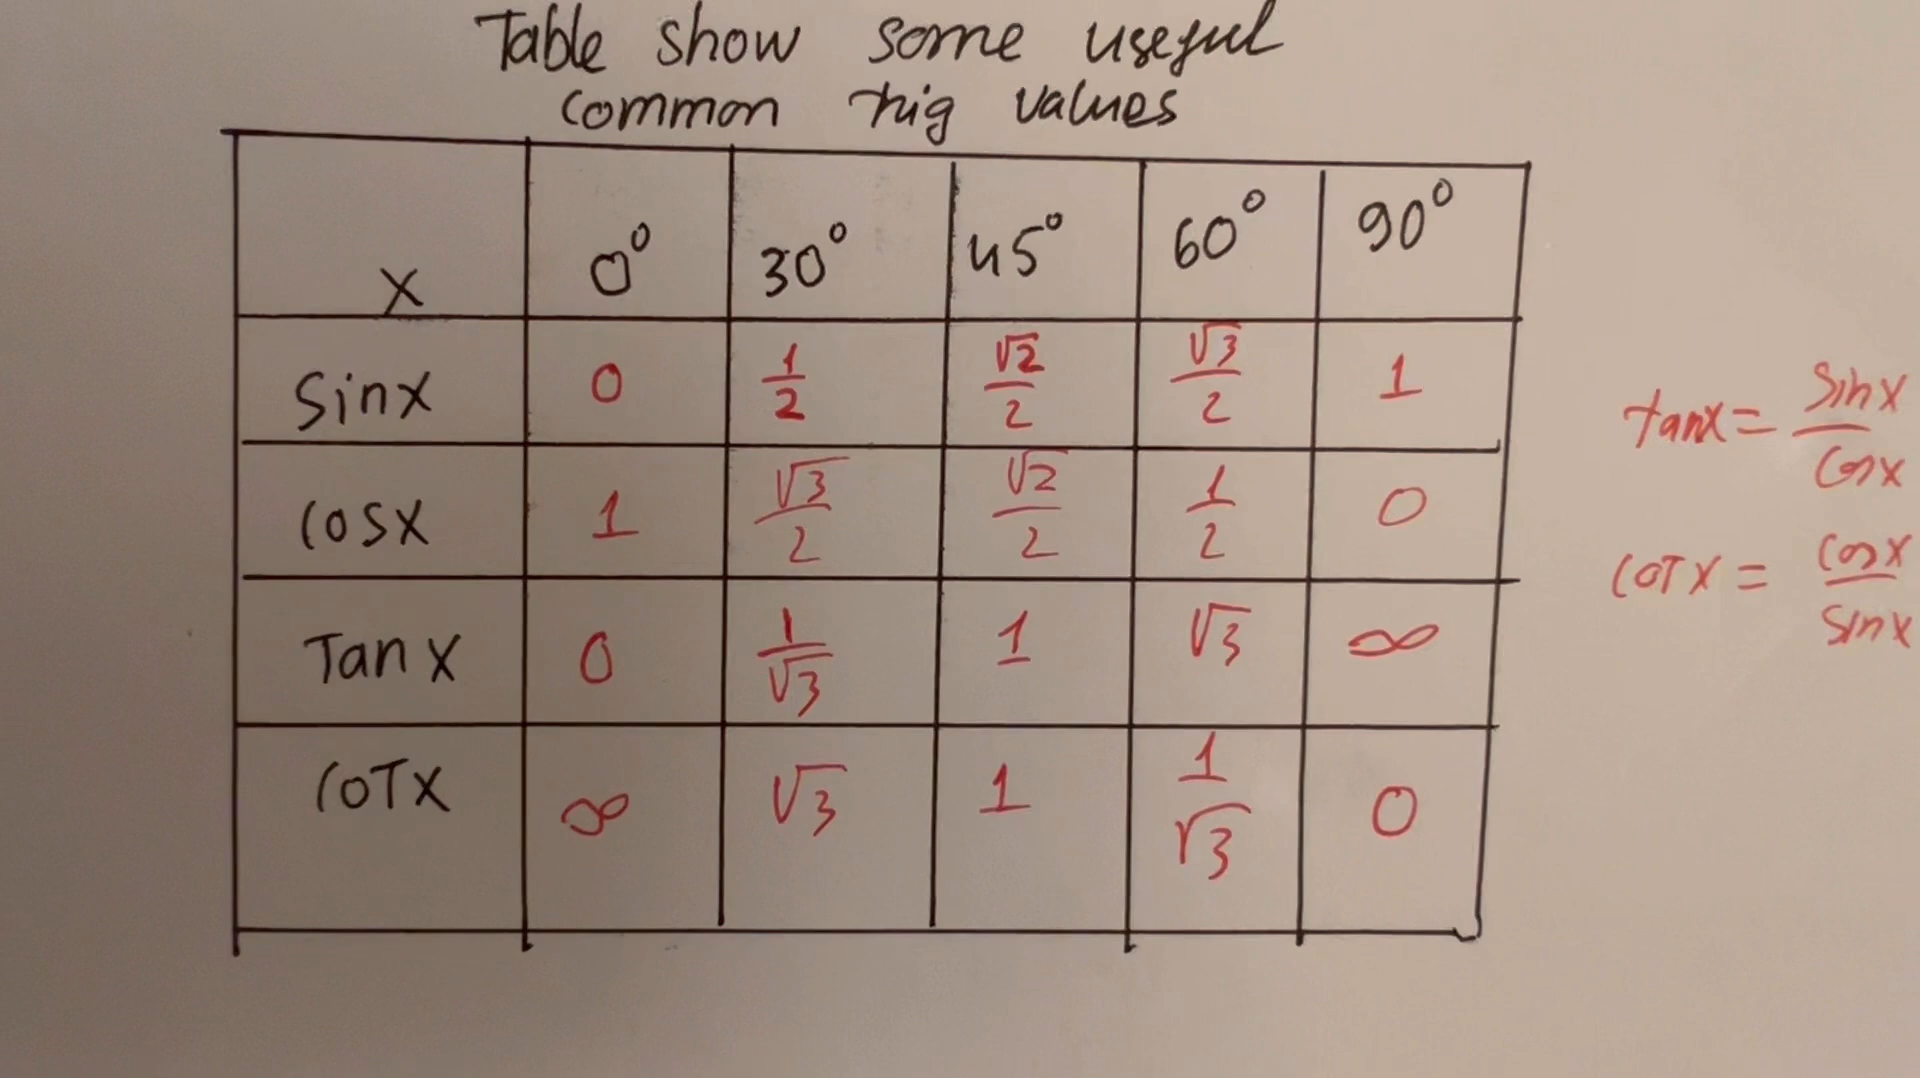 Table show some useful
common trig values
x 0° 30° 45° 60° 90°
Sinx 0 1/2 √2/2 √3/2 1
cosx 1 √3/2 √2/2 1/2 0
Tanx 0 1/√3 1 √3 ∞
coTx ∞ √3 1 1/√3 0
tanx = Sinx/Cosx
coTx = Cosx/Sinx